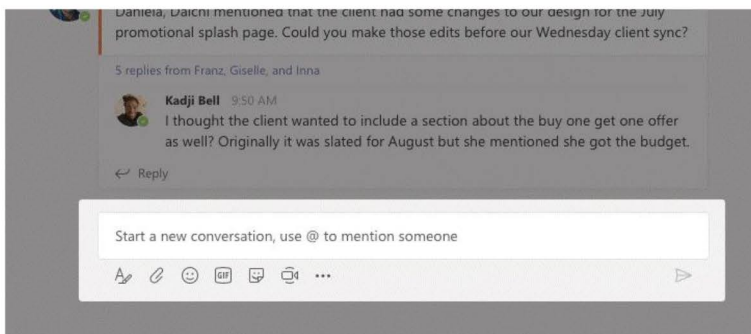 Daniela, Daichi mentioned that the client had some changes to our design for the July
promotional splash page. Could you make those edits before our Wednesday client sync?
5 replies from Franz, Giselle, and Inna
Kadji Bell 9:50 AM
I thought the client wanted to include a section about the buy one get one offer
as well? Originally it was slated for August but she mentioned she got the budget.
Reply
Start a new conversation, use @ to mention someone
GIF